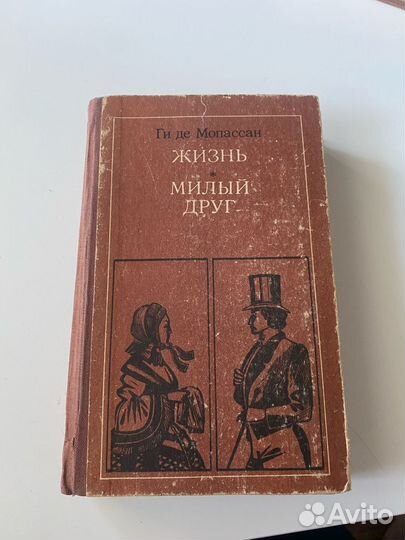 Ги де Мопассан
ЖИЗНЬ
*
МИЛЫЙ
ДРУГ
Avito